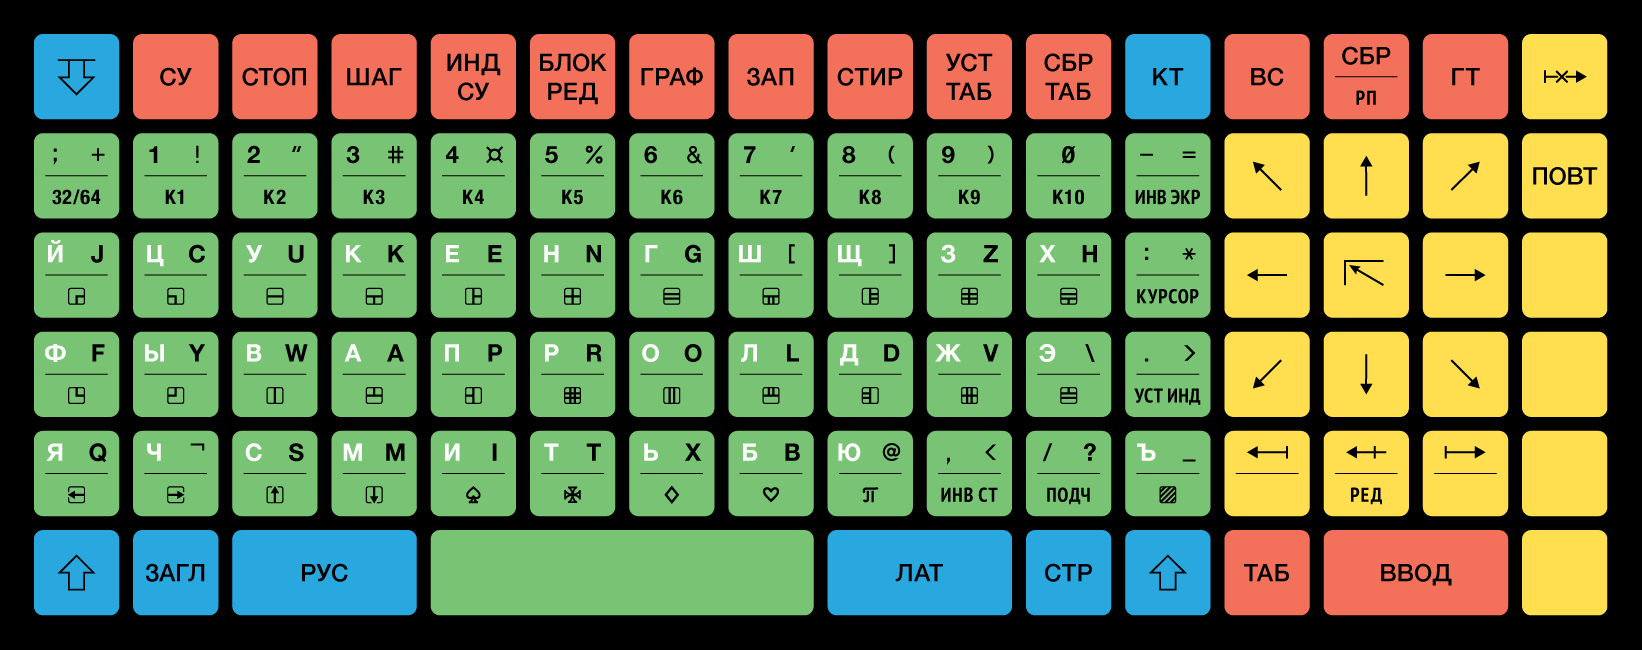 СУ СТОП ШАГ ИНД СУ БЛОК РЕД ГРАФ ЗАП СТИР УСТ ТАБ СБР ТАБ КТ ВС СБР РП ГТ
; + 1 ! 2 " 3 # 4 ¤ 5 % 6 & 7 ' 8 ( 9 ) Ø − = ПОВТ
32/64 К1 К2 К3 К4 К5 К6 К7 К8 К9 К10 ИНВ ЭКР
Й J Ц C У U К K Е E Н N Г G Ш [ Щ ] З Z Х H : *
КУРСОР
Ф F Ы Y В W А A П P Р R О O Л L Д D Ж V Э \ . >
УСТ ИНД
Я Q Ч ¬ С S М M И I Т T Ь X Б B Ю @ , < / ? Ъ _
π ИНВ СТ ПОДЧ РЕД
ЗАГЛ РУС ЛАТ СТР ТАБ ВВОД